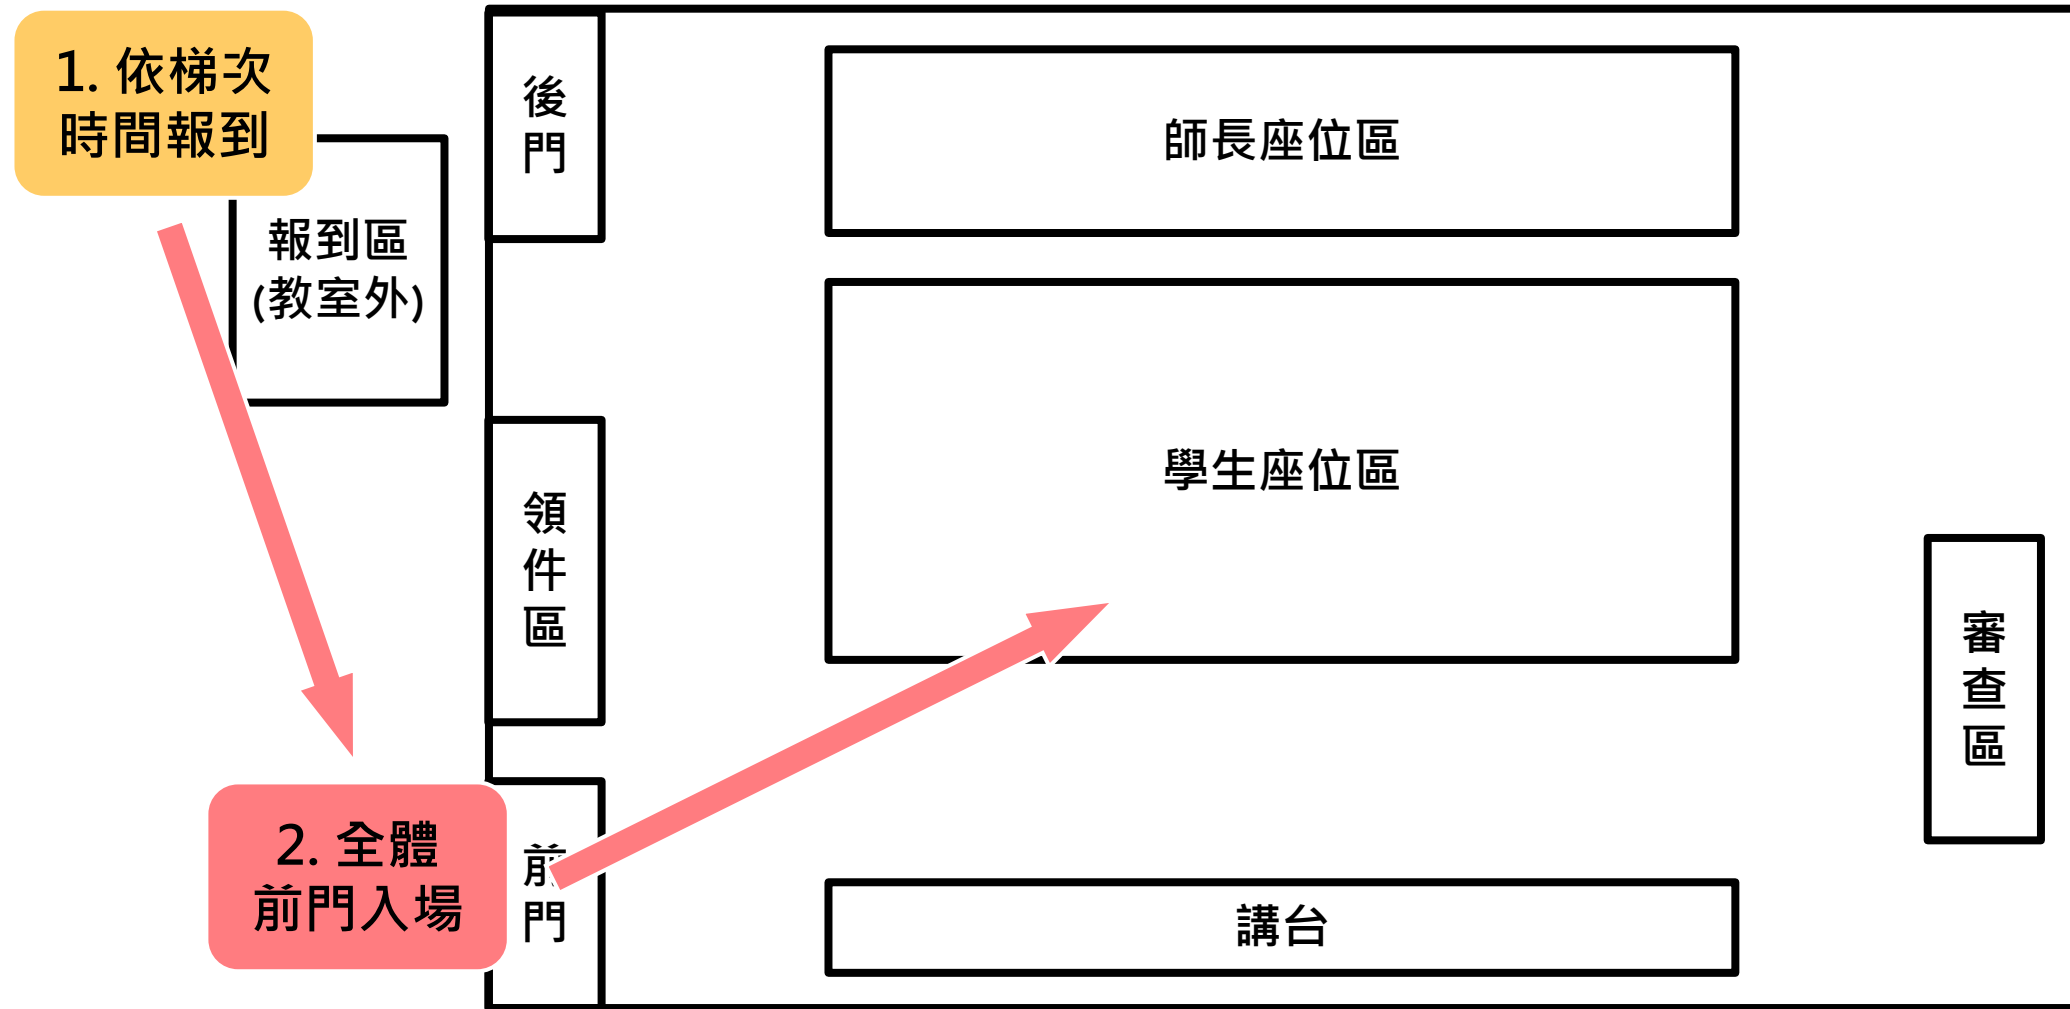 1. 依梯次
時間報到
報到區
(教室外)
後
門
師長座位區
學生座位區
領
件
區
審
查
區
2. 全體
前門入場
前
門
講台